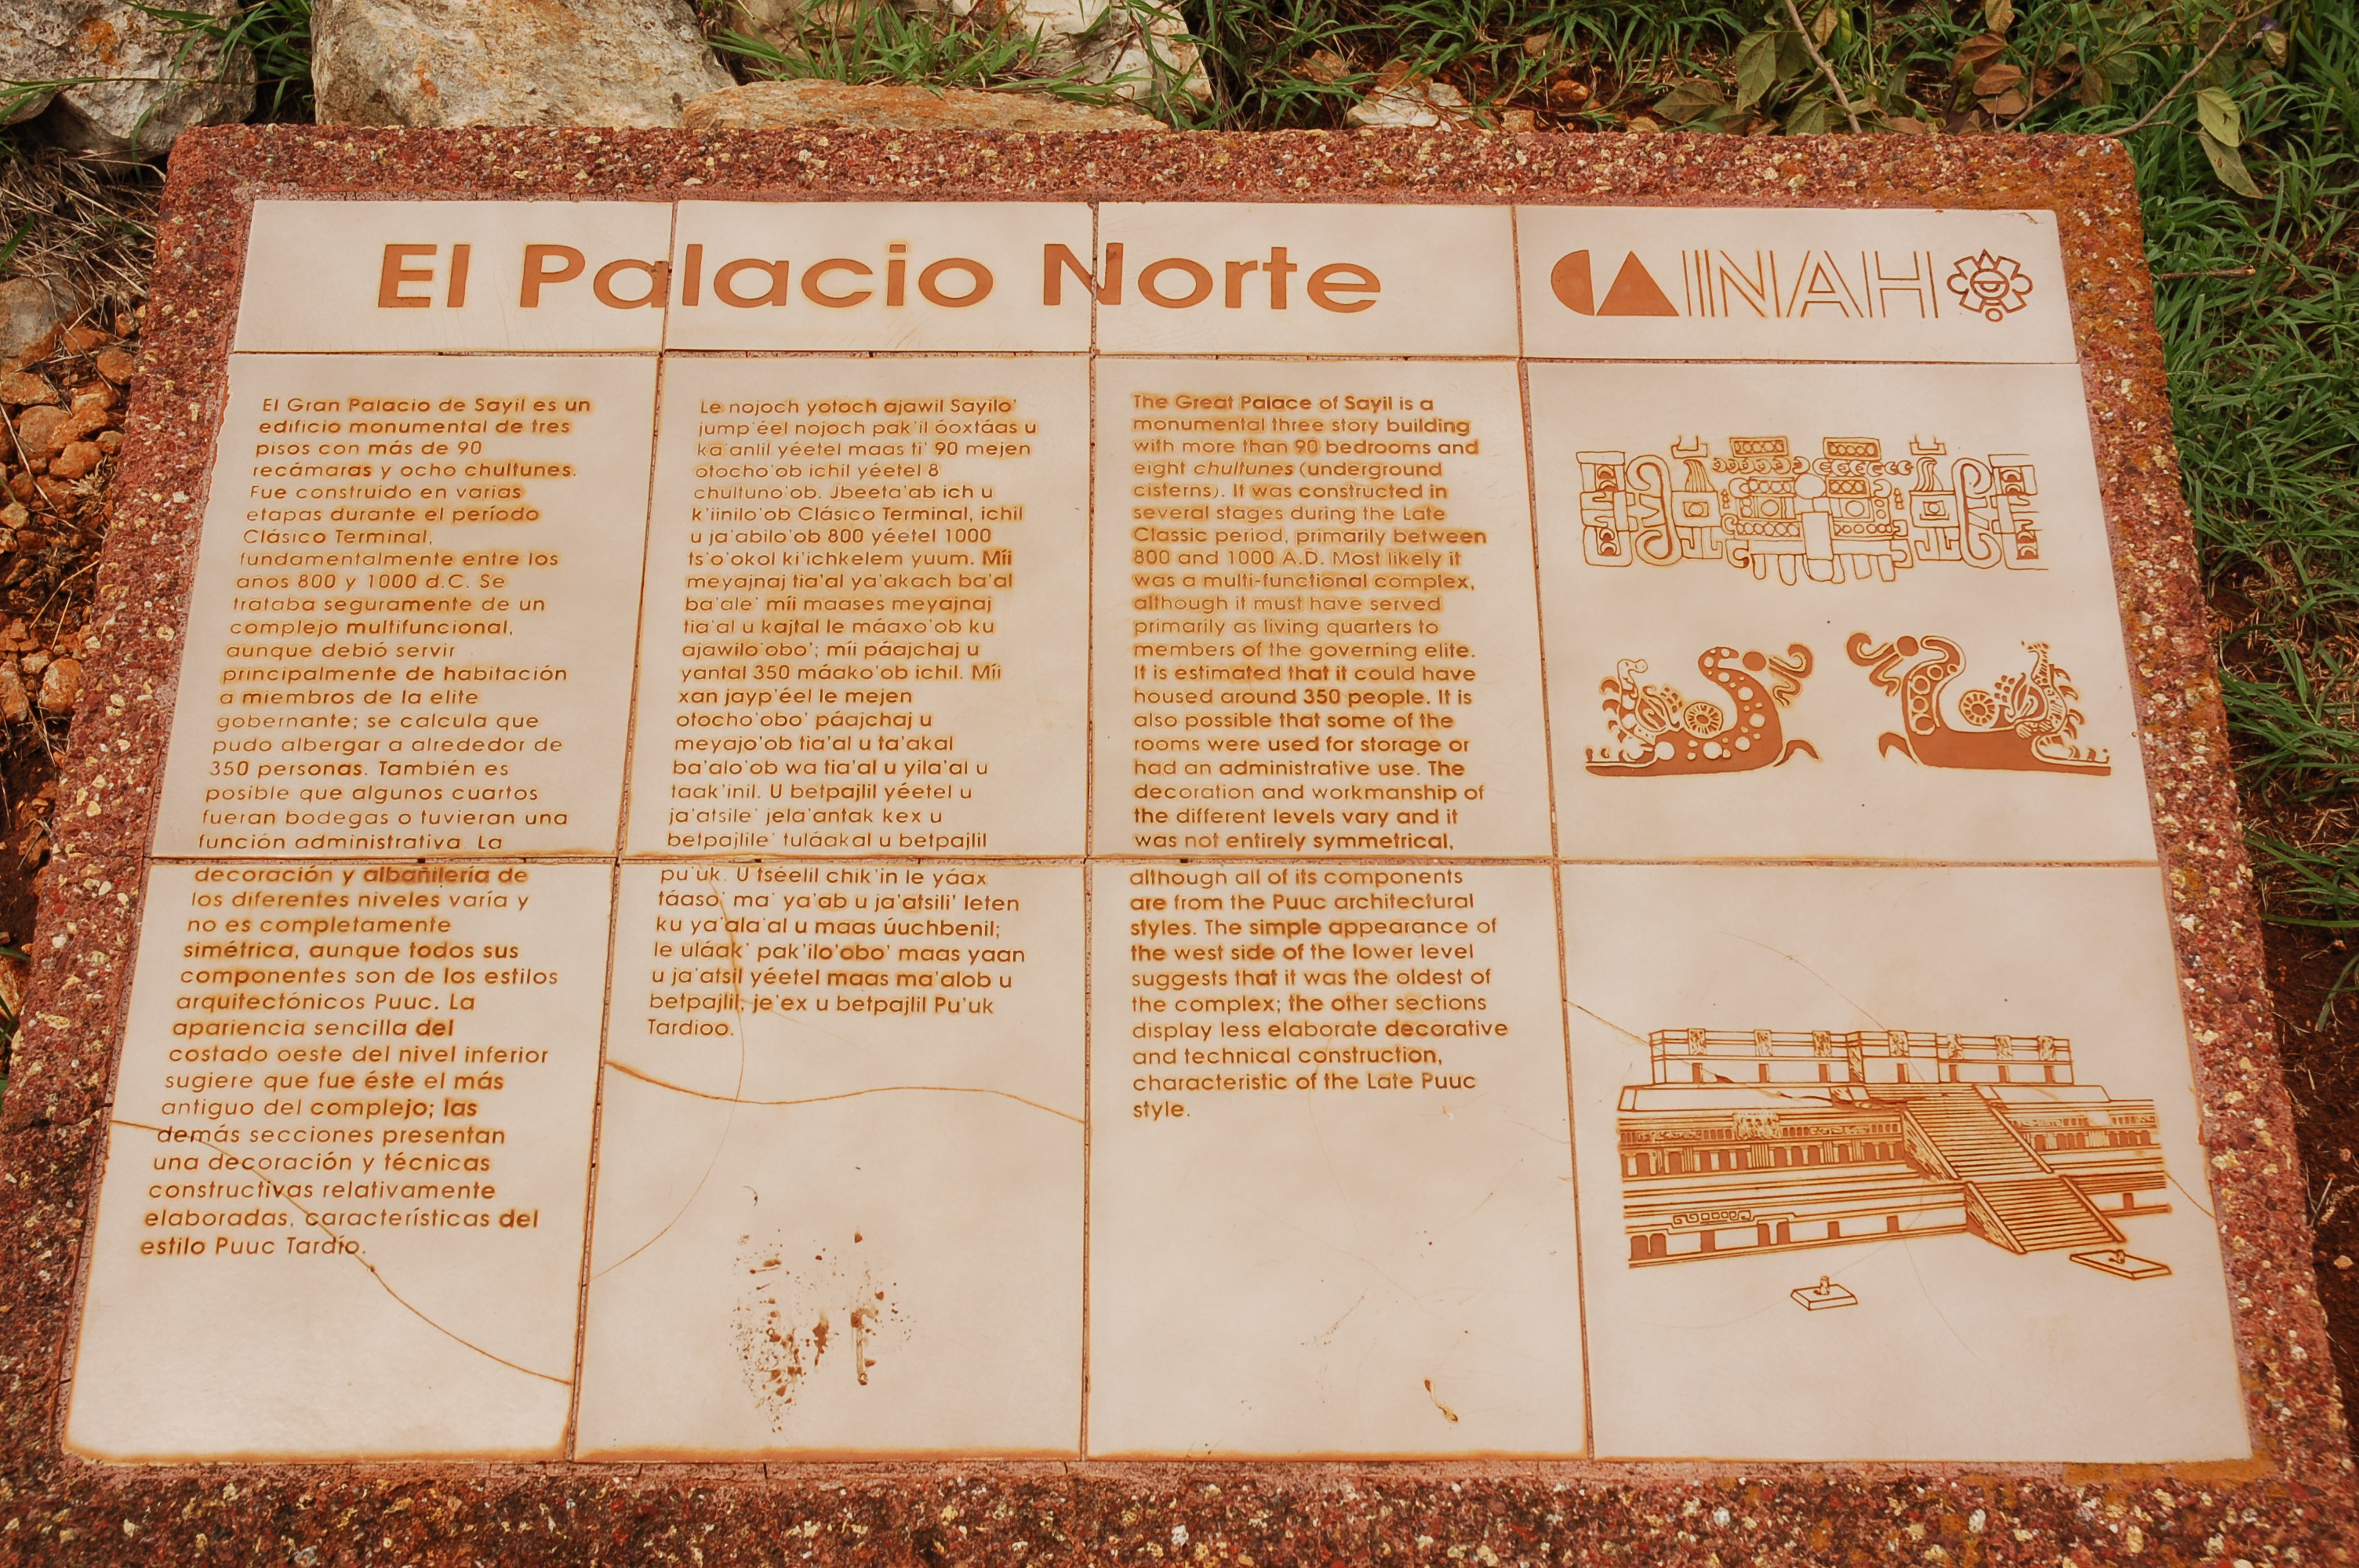 El Palacio Norte
CA INAH
El Gran Palacio de Sayil es un
edificio monumental de tres
pisos con más de 90
recámaras y ocho chultunes.
Fue construido en varias
etapas durante el período
Clásico Terminal,
fundamentalmente entre los
anos 800 y 1000 d.C. Se
trataba seguramente de un
complejo multifuncional,
aunque debió servir
principalmente de habitación
a miembros de la elite
gobernante; se calcula que
pudo albergar a alrededor de
350 personas. También es
posible que algunos cuartos
fueran bodegas o tuvieran una
función administrativa. La
decoración y albañilería de
los diferentes niveles varía y
no es completamente
simétrica, aunque todos sus
componentes son de los estilos
arquitectónicos Puuc. La
apariencia sencilla del
costado oeste del nivel inferior
sugiere que fue éste el más
antiguo del complejo; las
demás secciones presentan
una decoración y técnicas
constructivas relativamente
elaboradas, características del
estilo Puuc Tardío.
Le nojoch yotoch ajawil Sayilo'
jump'éel nojoch pak'il óoxtáas u
ka'anlil yéetel maas ti' 90 mejen
otocho'ob ichil yéetel 8
chultuno'ob. Jbeeta'ab ich u
k'iinilo'ob Clásico Terminal, ichil
u ja'abilo'ob 800 yéetel 1000
ts'o'okol ki'ichkelem yuum. Míi
meyajnaj tia'al ya'akach ba'al
ba'ale' míi maases meyajnaj
tia'al u kajtal le máaxo'ob ku
ajawilo'obo'; míi páajchaj u
yantal 350 máako'ob ichil. Míi
xan jayp'éel le mejen
otocho'obo' páajchaj u
meyajo'ob tia'al u ta'akal
ba'alo'ob wa tia'al u yila'al u
taak'inil. U betpajlil yéetel u
ja'atsile' jela'antak kex u
betpajlile' tuláakal u betpajlil
pu'uk. U tséelil chik'in le yáax
táaso' ma' ya'ab u ja'atsili' leten
ku ya'ala'al u maas úuchbenil;
le uláak' pak'ilo'obo' maas yaan
u ja'atsil yéetel maas ma'alob u
betpajlil; je'ex u betpajlil Pu'uk
Tardioo.
The Great Palace of Sayil is a
monumental three story building
with more than 90 bedrooms and
eight chultunes (underground
cisterns). It was constructed in
several stages during the Late
Classic period, primarily between
800 and 1000 A.D. Most likely it
was a multi-functional complex,
although it must have served
primarily as living quarters to
members of the governing elite.
It is estimated that it could have
housed around 350 people. It is
also possible that some of the
rooms were used for storage or
had an administrative use. The
decoration and workmanship of
the different levels vary and it
was not entirely symmetrical,
although all of its components
are from the Puuc architectural
styles. The simple appearance of
the west side of the lower level
suggests that it was the oldest of
the complex; the other sections
display less elaborate decorative
and technical construction,
characteristic of the Late Puuc
style.